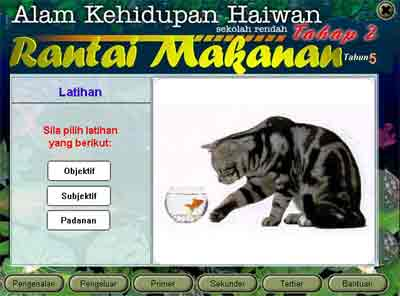 Alam Kehidupan Haiwan
sekolah rendah
Tahap 2
Rantai Makanan
Tahun 5
Latihan
Sila pilih latihan
yang berikut:
Objektif
Subjektif
Padanan
Pengenalan
Pengeluar
Primer
Sekunder
Tertier
Bantuan